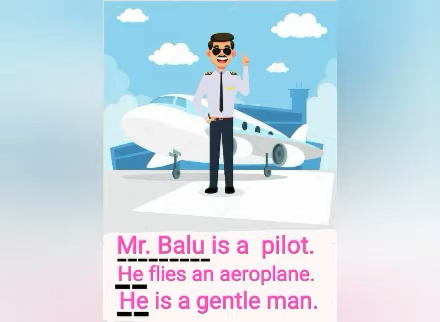 Mr. Balu is a pilot.
He flies an aeroplane.
He is a gentle man.